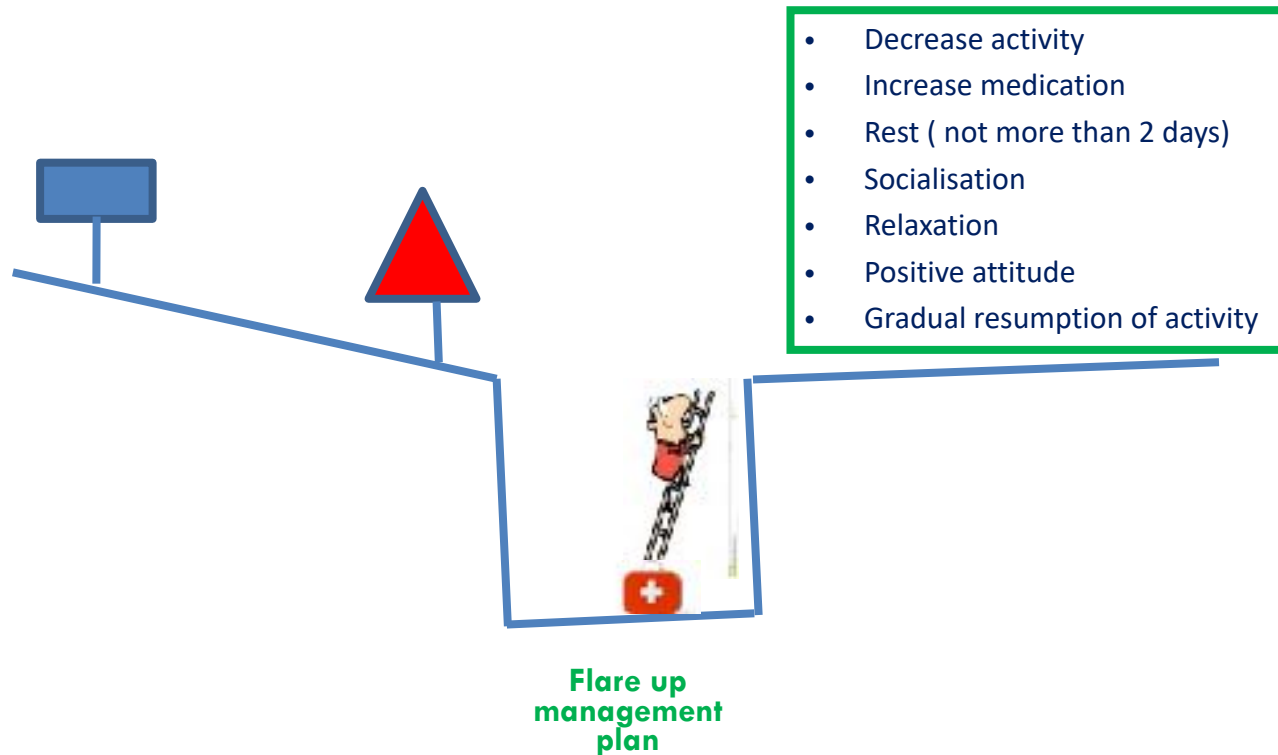 • Decrease activity
• Increase medication
• Rest ( not more than 2 days)
• Socialisation
• Relaxation
• Positive attitude
• Gradual resumption of activity
Flare up
management
plan